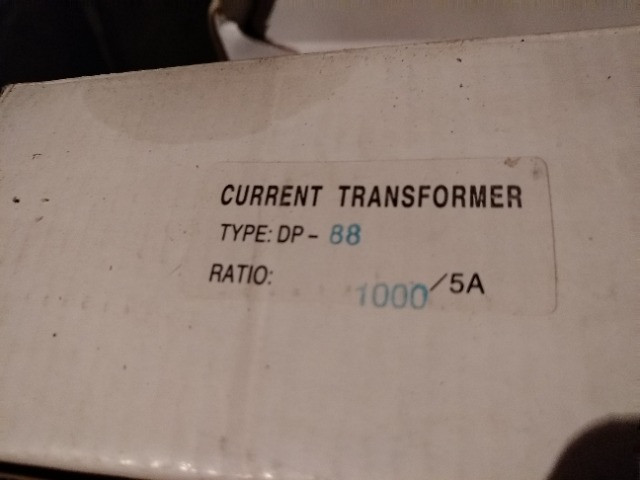 CURRENT TRANSFORMER
TYPE: DP - 88
RATIO: 1000/5A